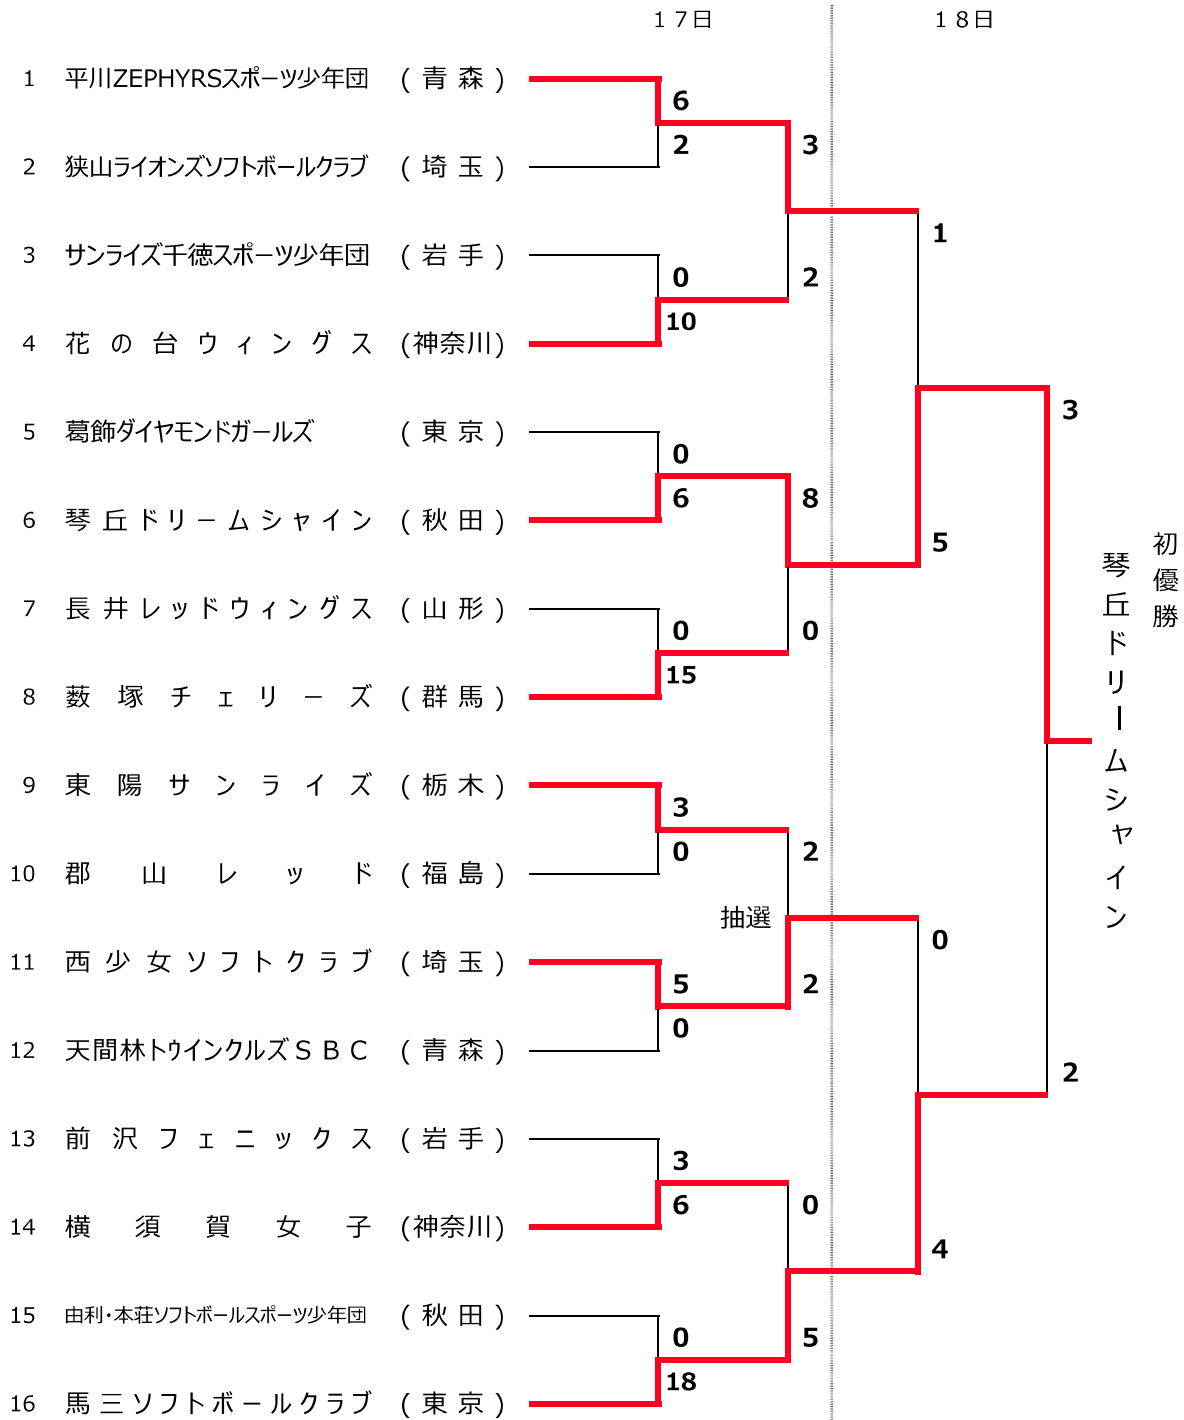 １７日
１８日
1 平川ZEPHYRSスポーツ少年団 (青森)
6
2
3
2 狭山ライオンズソフトボールクラブ (埼玉)
1
3 サンライズ千徳スポーツ少年団 (岩手)
0
2
10
4 花の台ウィングス (神奈川)
3
5 葛飾ダイヤモンドガールズ (東京)
0
6
8
6 琴丘ドリームシャイン (秋田)
5
7 長井レッドウィングス (山形)
0
0
15
8 薮塚チェリーズ (群馬)
初優勝
琴丘ドリームシャイン
9 東陽サンライズ (栃木)
3
0
2
10 郡山レッド (福島)
抽選
0
11 西少女ソフトクラブ (埼玉)
5
2
0
12 天間林トゥインクルズＳＢＣ (青森)
2
13 前沢フェニックス (岩手)
3
6
0
14 横須賀女子 (神奈川)
4
15 由利・本荘ソフトボールスポーツ少年団 (秋田)
0
5
18
16 馬三ソフトボールクラブ (東京)